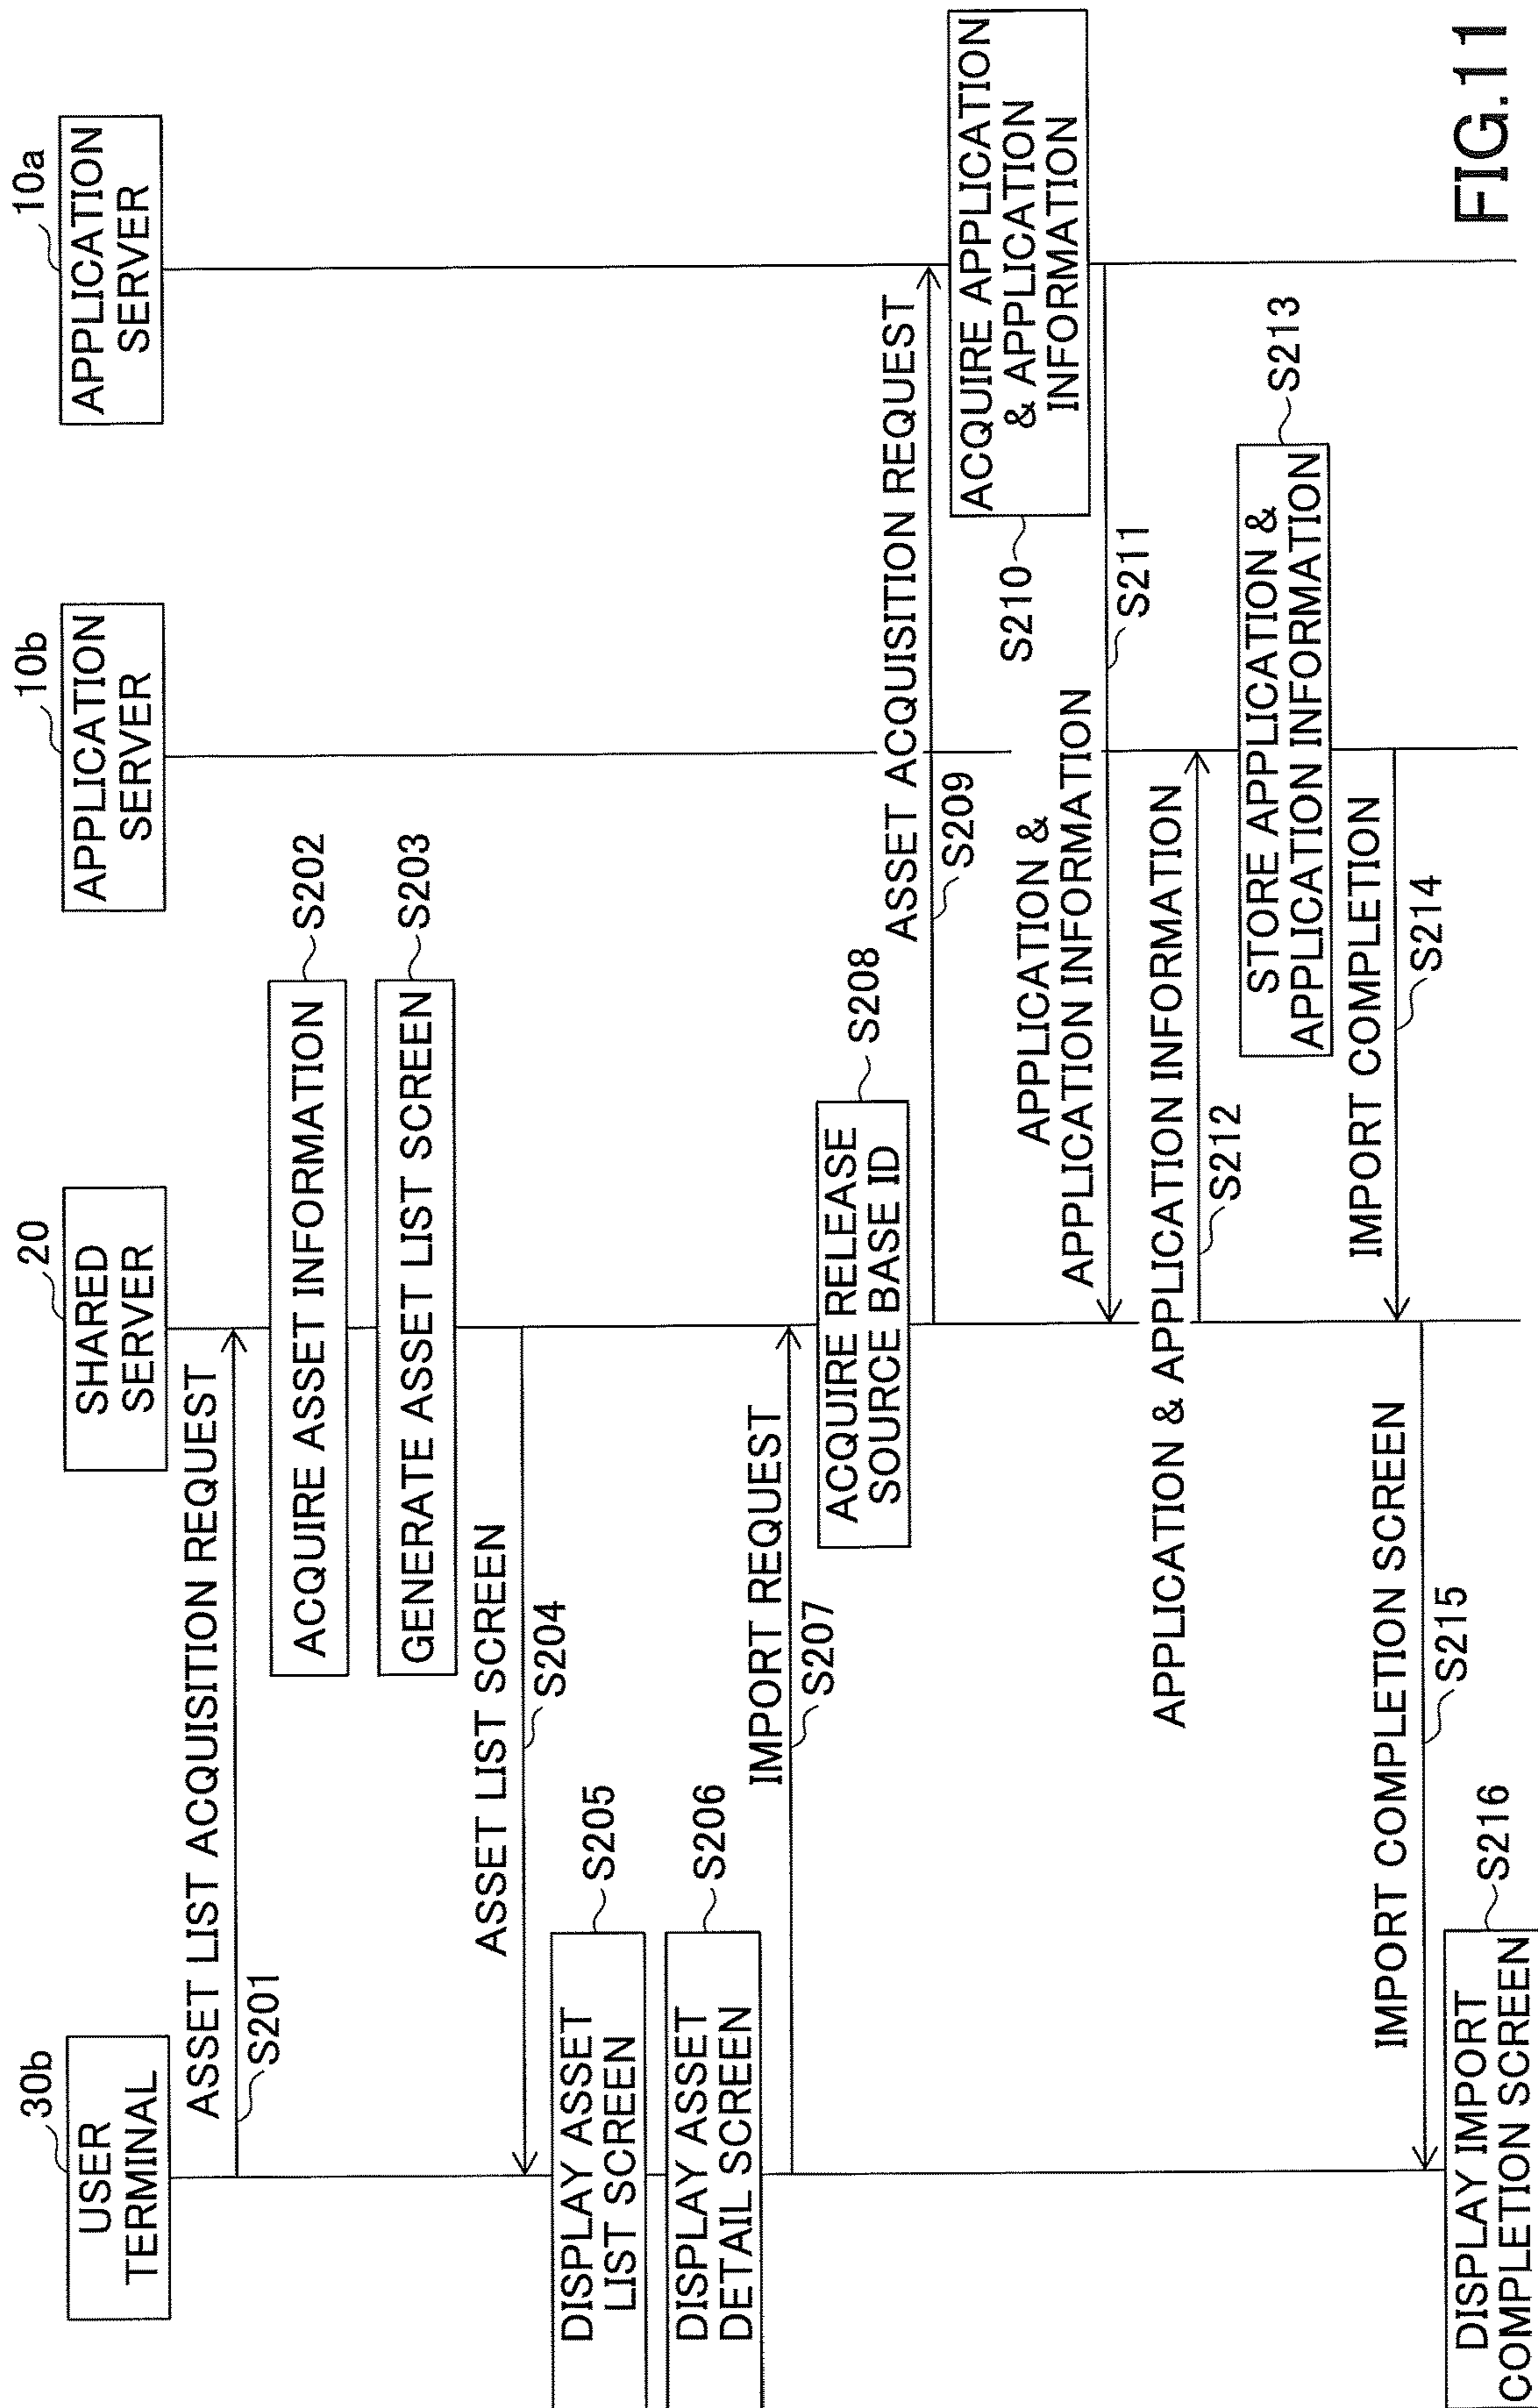 30b
USER
TERMINAL
20
SHARED
SERVER
10b
APPLICATION
SERVER
10a
APPLICATION
SERVER
ASSET LIST ACQUISITION REQUEST
S201
ACQUIRE ASSET INFORMATION
S202
GENERATE ASSET LIST SCREEN
S203
ASSET LIST SCREEN
S204
DISPLAY ASSET
LIST SCREEN
S205
DISPLAY ASSET
DETAIL SCREEN
S206
IMPORT REQUEST
S207
ACQUIRE RELEASE
SOURCE BASE ID
S208
ASSET ACQUISITION REQUEST
S209
ACQUIRE APPLICATION
& APPLICATION
INFORMATION
S210
APPLICATION &
APPLICATION INFORMATION
S211
APPLICATION & APPLICATION INFORMATION
S212
STORE APPLICATION &
APPLICATION INFORMATION
S213
IMPORT COMPLETION
S214
IMPORT COMPLETION SCREEN
S215
DISPLAY IMPORT
COMPLETION SCREEN
S216
FIG.11